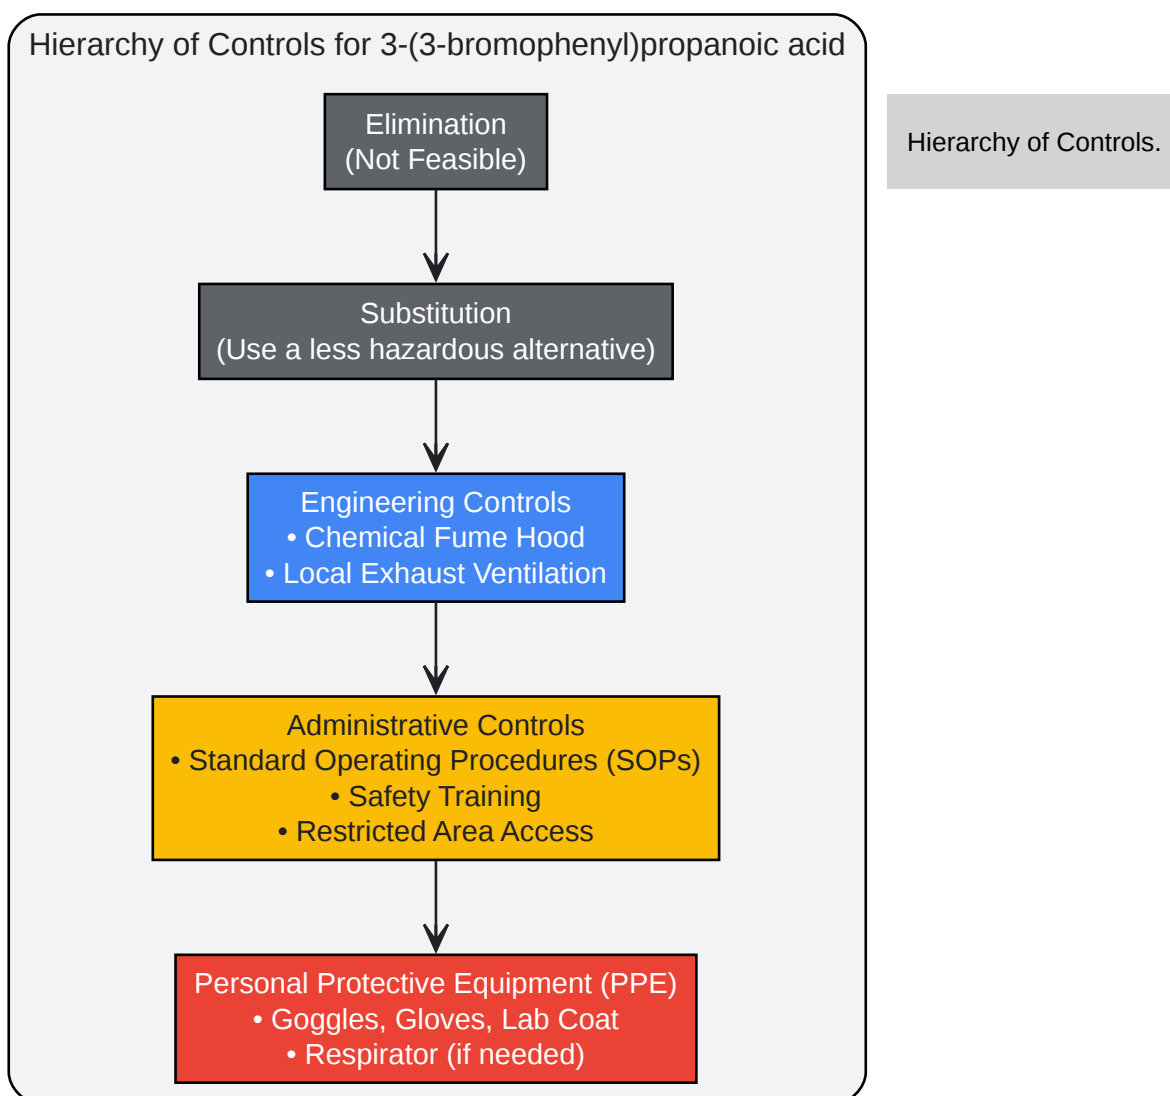 Hierarchy of Controls for 3-(3-bromophenyl)propanoic acid
Elimination
(Not Feasible)
Hierarchy of Controls.
Substitution
(Use a less hazardous alternative)
Engineering Controls
• Chemical Fume Hood
• Local Exhaust Ventilation
Administrative Controls
• Standard Operating Procedures (SOPs)
• Safety Training
• Restricted Area Access
Personal Protective Equipment (PPE)
• Goggles, Gloves, Lab Coat
• Respirator (if needed)